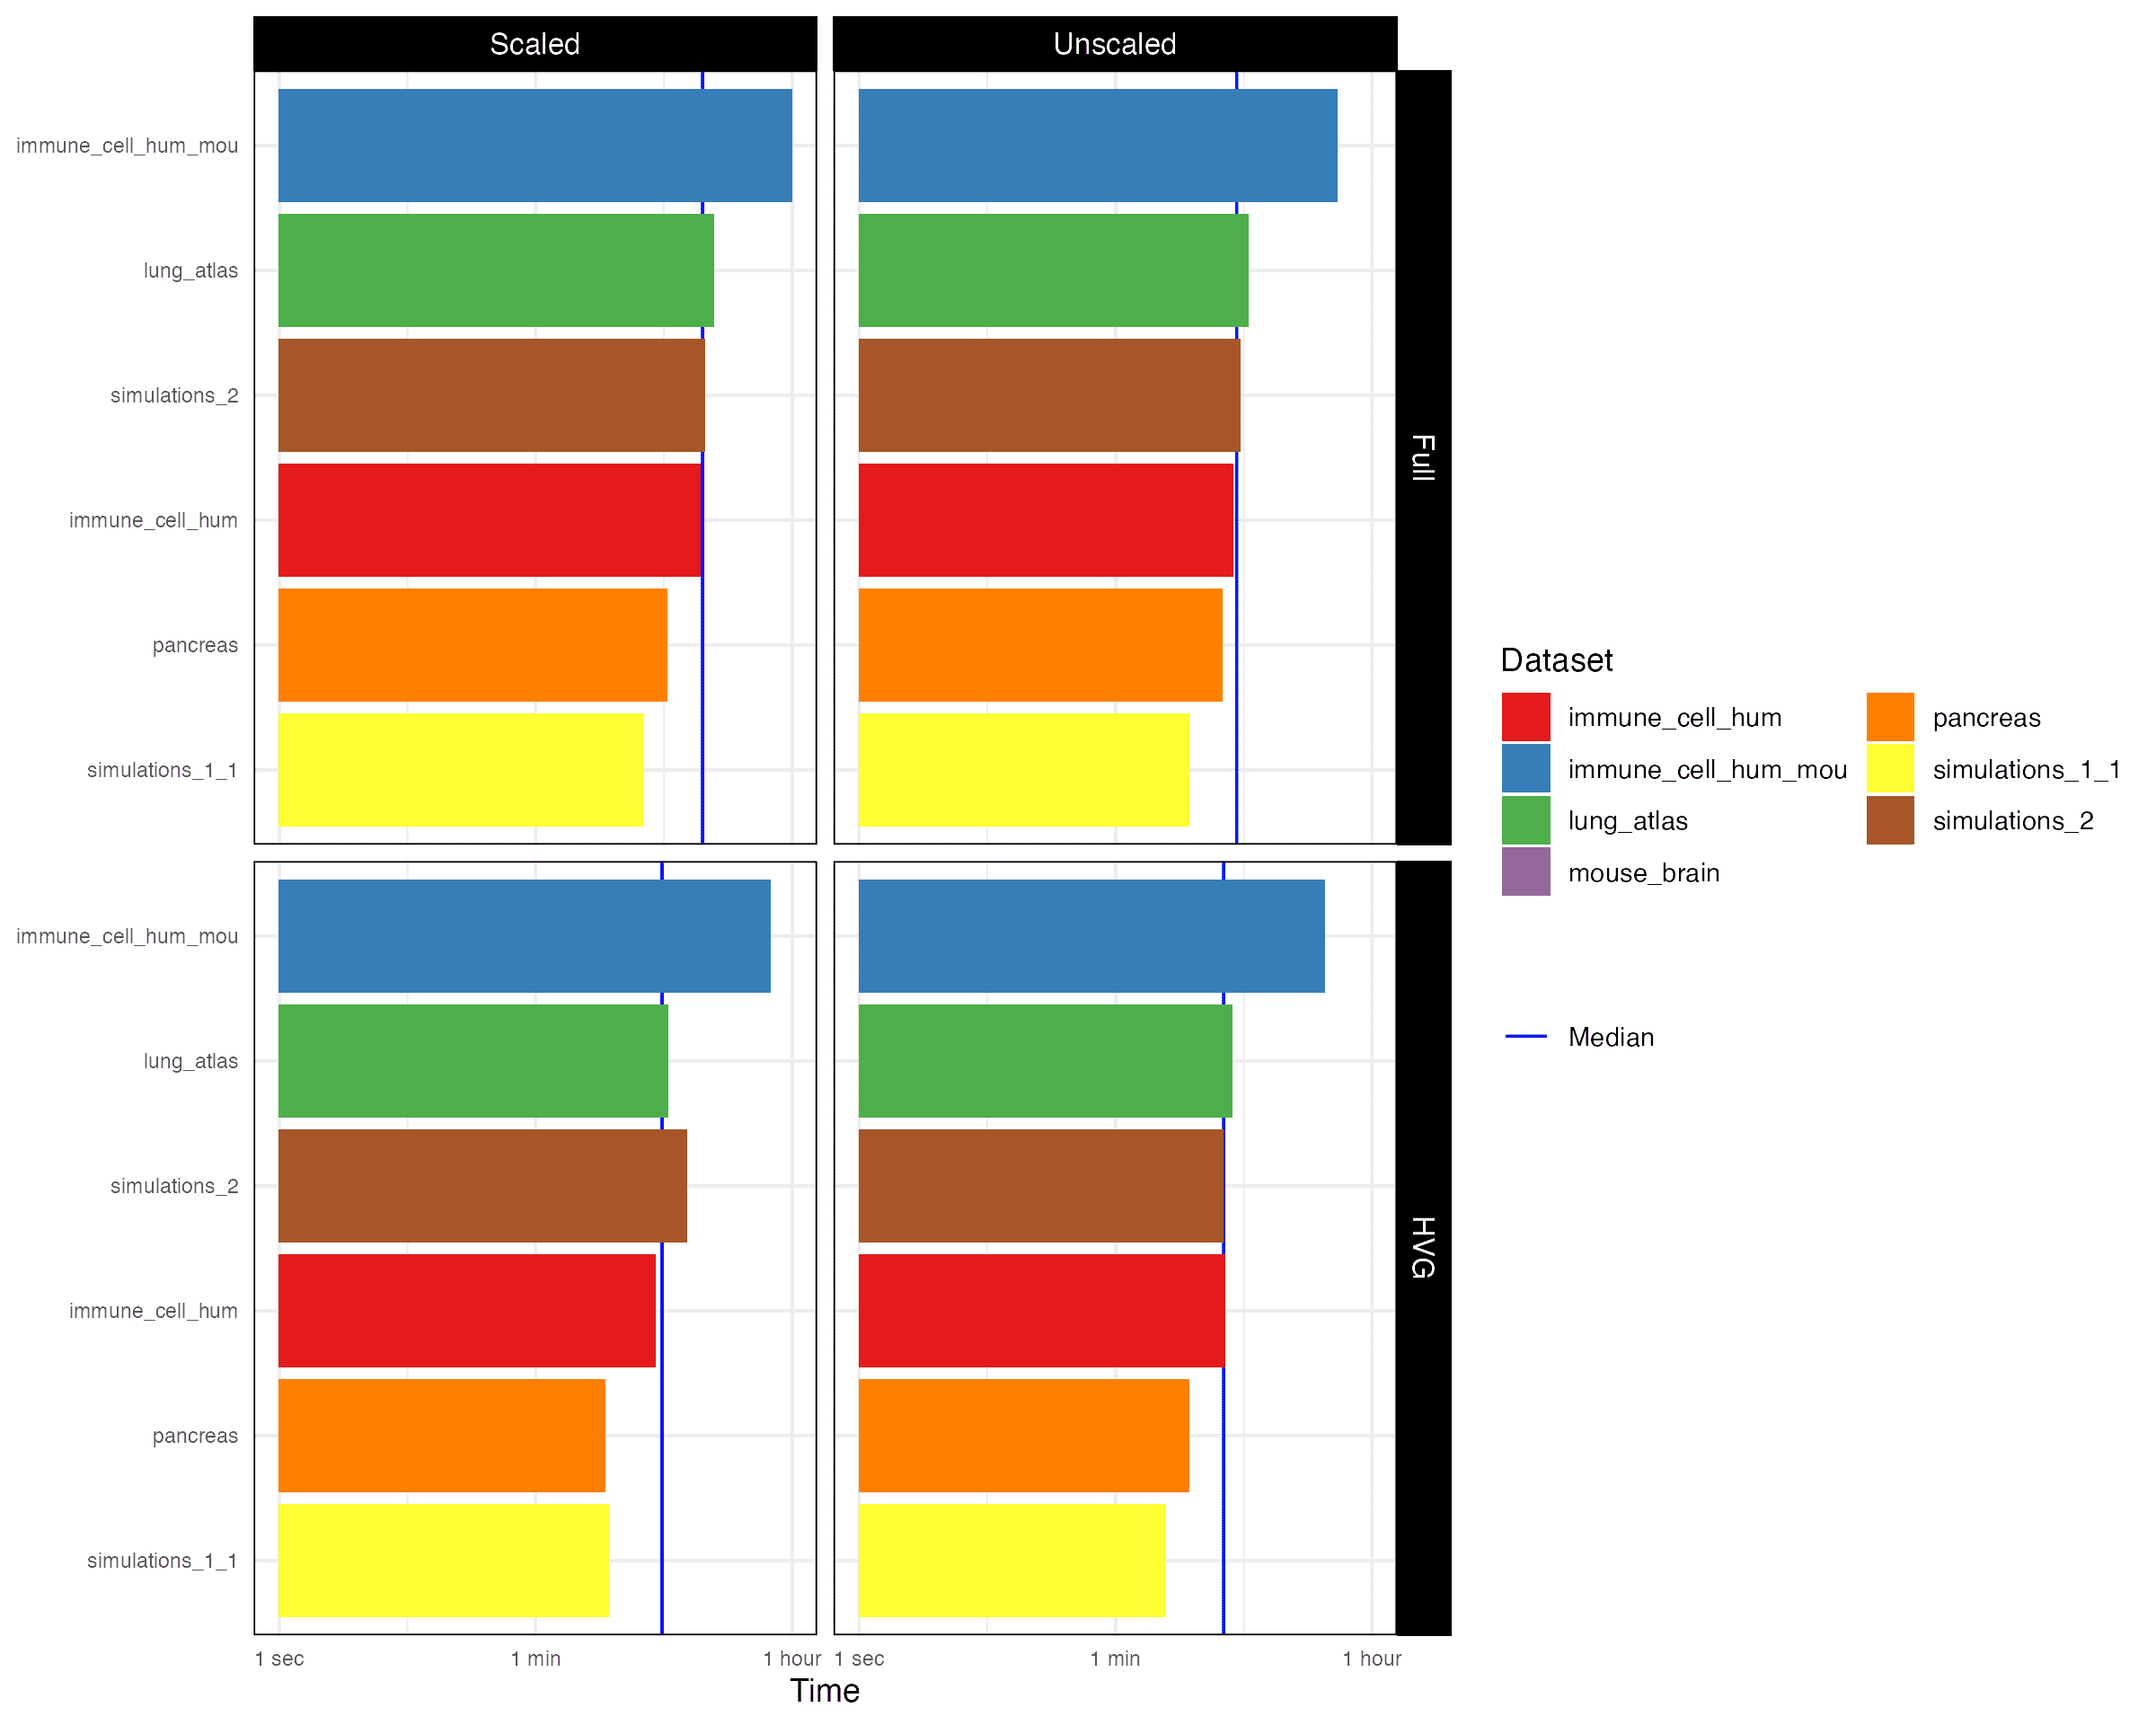 Scaled
Unscaled
immune_cell_hum_mou
lung_atlas
simulations_2
immune_cell_hum
pancreas
simulations_1_1
Full
immune_cell_hum_mou
lung_atlas
simulations_2
immune_cell_hum
pancreas
simulations_1_1
HVG
1 sec 1 min 1 hour 1 sec 1 min 1 hour
Time
Dataset
immune_cell_hum
immune_cell_hum_mou
lung_atlas
mouse_brain
pancreas
simulations_1_1
simulations_2
Median